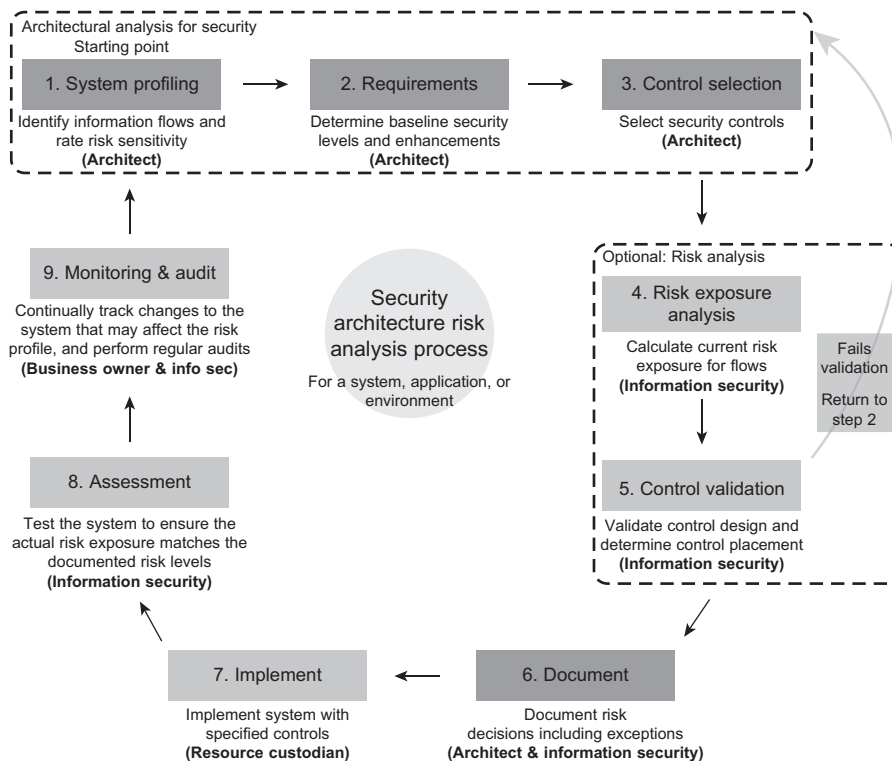 Architectural analysis for security
Starting point
1. System profiling
Identify information flows and
rate risk sensitivity
(Architect)
2. Requirements
Determine baseline security
levels and enhancements
(Architect)
3. Control selection
Select security controls
(Architect)
Optional: Risk analysis
4. Risk exposure
analysis
Calculate current risk
exposure for flows
(Information security)
Fails
validation
Return to
step 2
5. Control validation
Validate control design and
determine control placement
(Information security)
6. Document
Document risk
decisions including exceptions
(Architect & information security)
7. Implement
Implement system with
specified controls
(Resource custodian)
8. Assessment
Test the system to ensure the
actual risk exposure matches the
documented risk levels
(Information security)
9. Monitoring & audit
Continually track changes to the
system that may affect the risk
profile, and perform regular audits
(Business owner & info sec)
Security
architecture risk
analysis process
For a system, application, or
environment